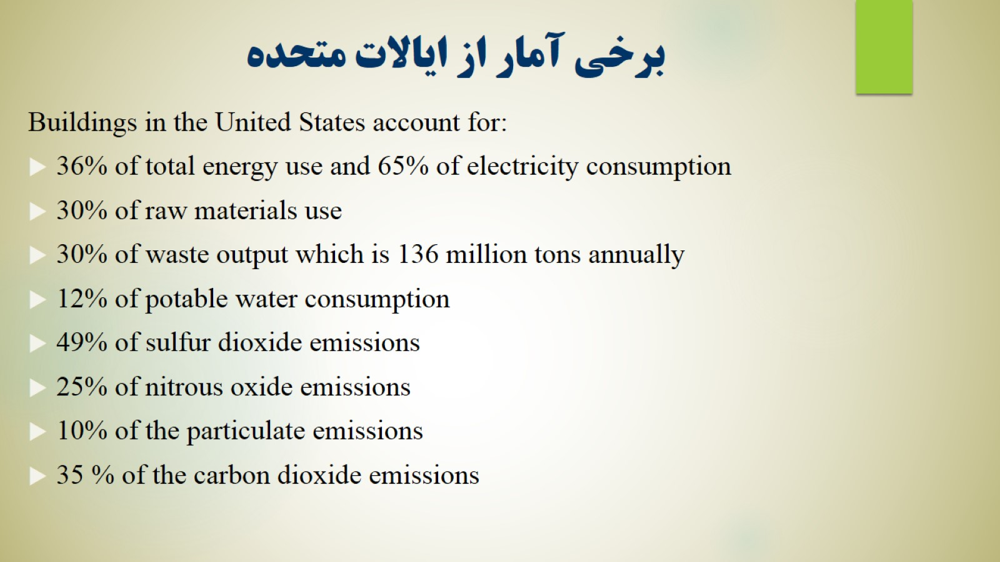 برخی آمار از ایالات متحده
Buildings in the United States account for:
36% of total energy use and 65% of electricity consumption
30% of raw materials use
30% of waste output which is 136 million tons annually
12% of potable water consumption
49% of sulfur dioxide emissions
25% of nitrous oxide emissions
10% of the particulate emissions
35 % of the carbon dioxide emissions